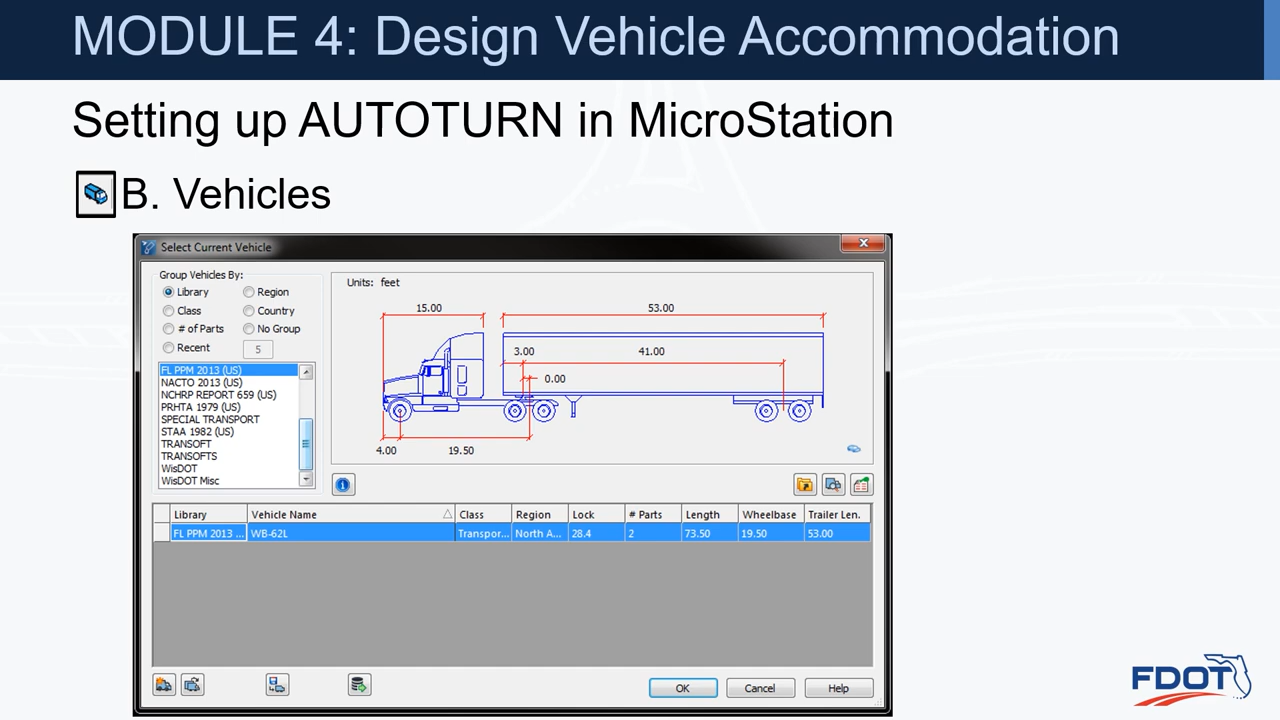 MODULE 4: Design Vehicle Accommodation
Setting up AUTOTURN in MicroStation
B. Vehicles
Select Current Vehicle
Group Vehicles By:
Library
Region
Class
Country
# of Parts
No Group
Recent
5
FL PPM 2013 (US)
NACTO 2013 (US)
NCHRP REPORT 659 (US)
PRHTA 1979 (US)
SPECIAL TRANSPORT
STAA 1982 (US)
TRANSOFT
TRANSOFTS
WisDOT
WisDOT Misc
Units: feet
15.00
53.00
3.00
41.00
0.00
4.00
19.50
Library Vehicle Name Class Region Lock # Parts Length Wheelbase Trailer Len.
FL PPM 2013 ... WB-62L Transpor... North A... 28.4 2 73.50 19.50 53.00
OK Cancel Help
FDOT